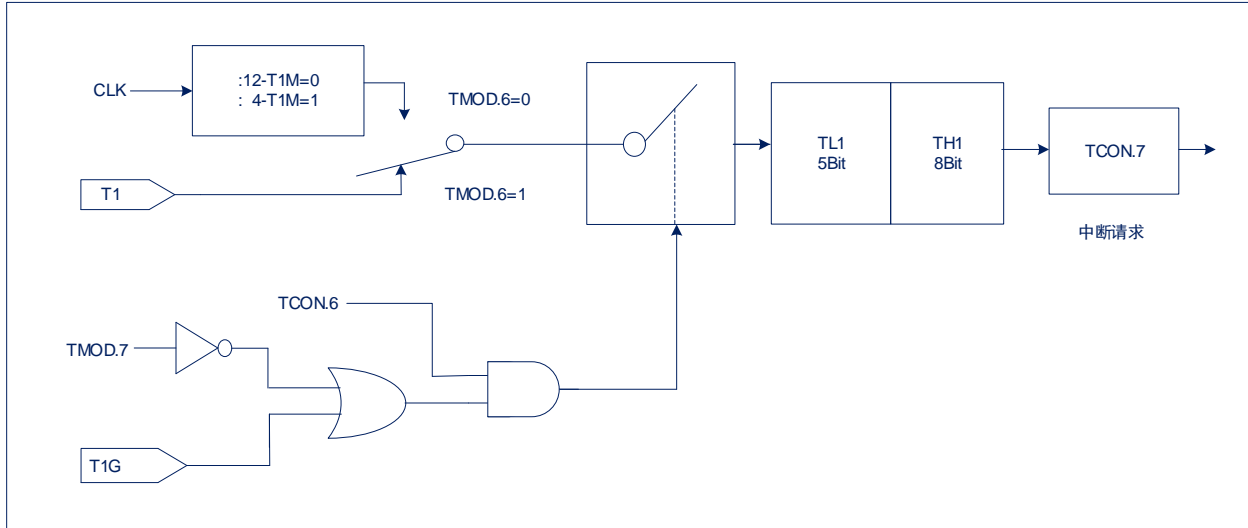 CLK
:12-T1M=0
: 4-T1M=1
TMOD.6=0
T1
TMOD.6=1
TL1
5Bit
TH1
8Bit
TCON.7
中断请求
TCON.6
TMOD.7
T1G